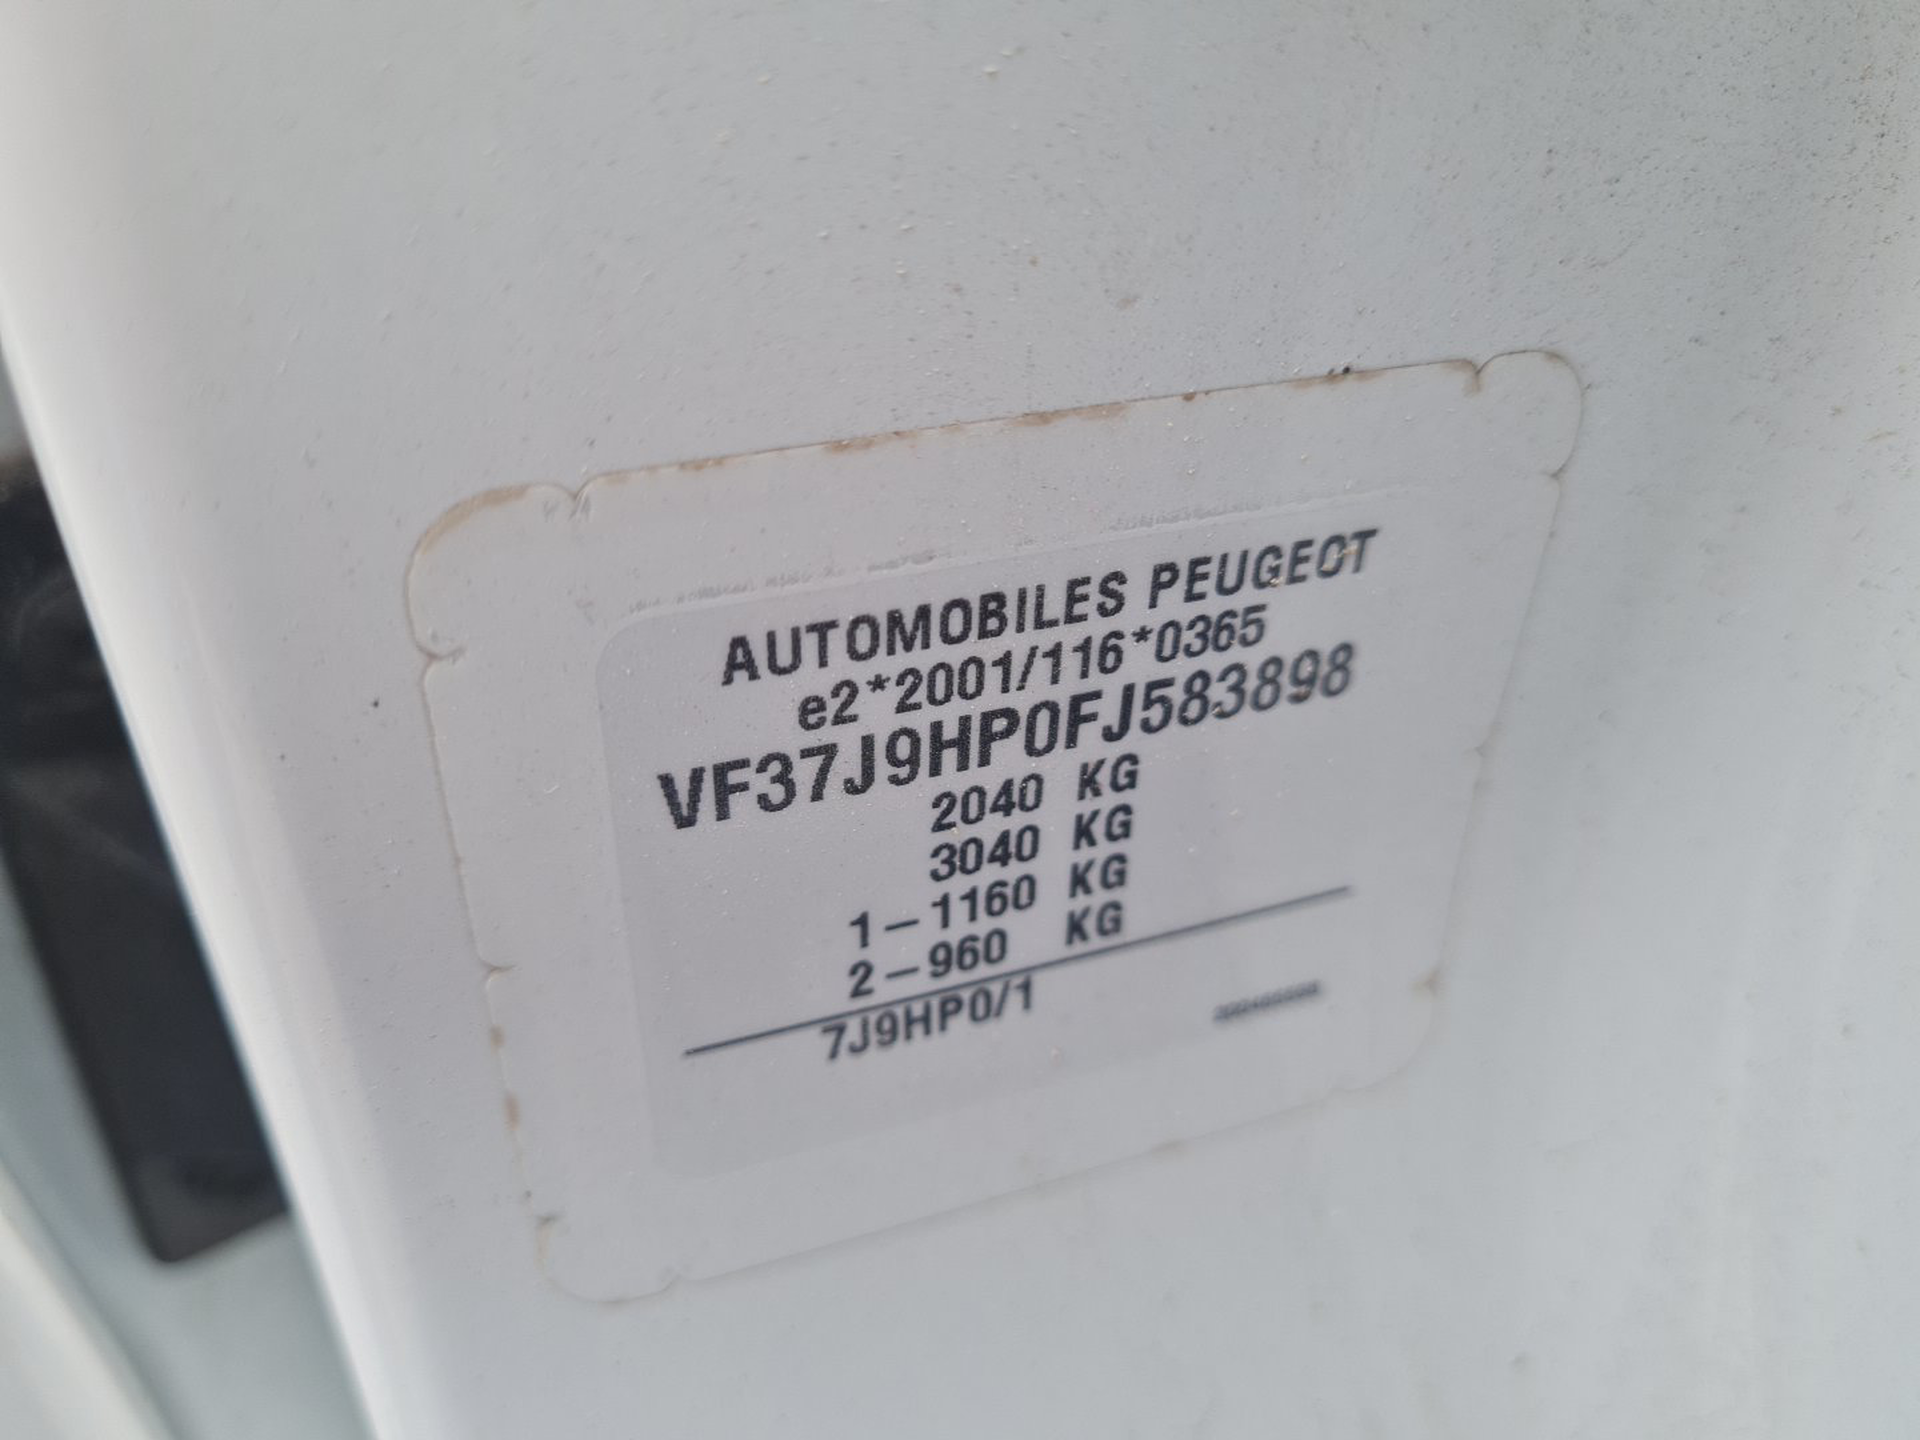 AUTOMOBILES PEUGEOT
e2*2001/116*0365
VF37J9HP0FJ583898
2040 KG
3040 KG
1-1160 KG
2-960 KG
7J9HP0/1